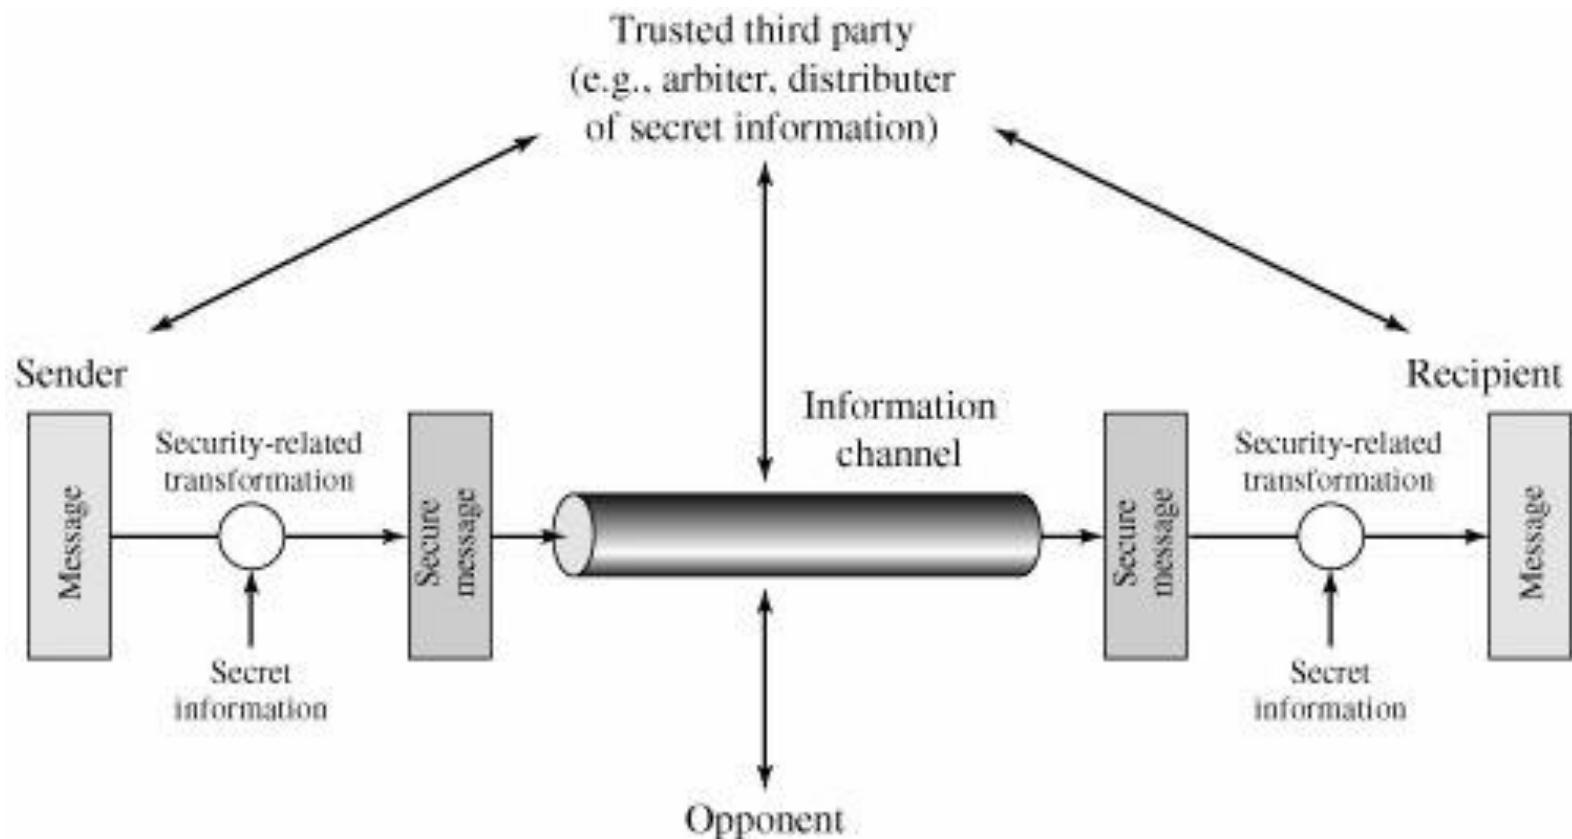 Trusted third party
(e.g., arbiter, distributer
of secret information)
Sender
Recipient
Information
channel
Security-related
transformation
Security-related
transformation
Message
Secure
message
Secure
message
Message
Secret
information
Secret
information
Opponent